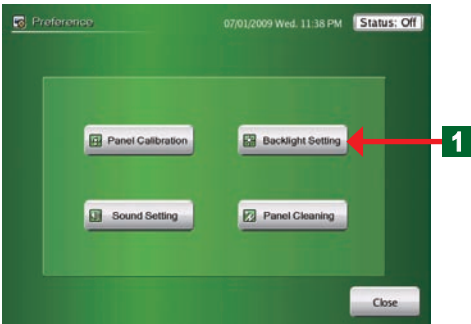 Preference 07/01/2009 Wed. 11:38 PM Status: Off
Panel Calibration Backlight Setting
1
Sound Setting Panel Cleaning
Close